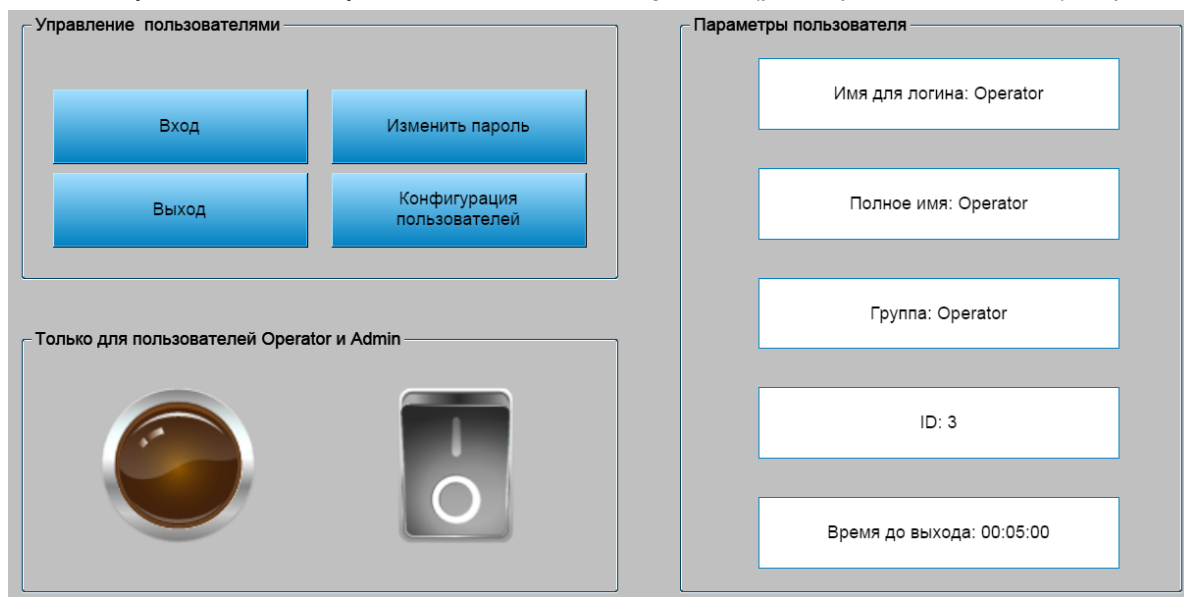 Управление  пользователями
Вход
Изменить пароль
Выход
Конфигурация
пользователей
Только для пользователей Operator и Admin
Параметры пользователя
Имя для логина: Operator
Полное имя: Operator
Группа: Operator
ID: 3
Время до выхода: 00:05:00